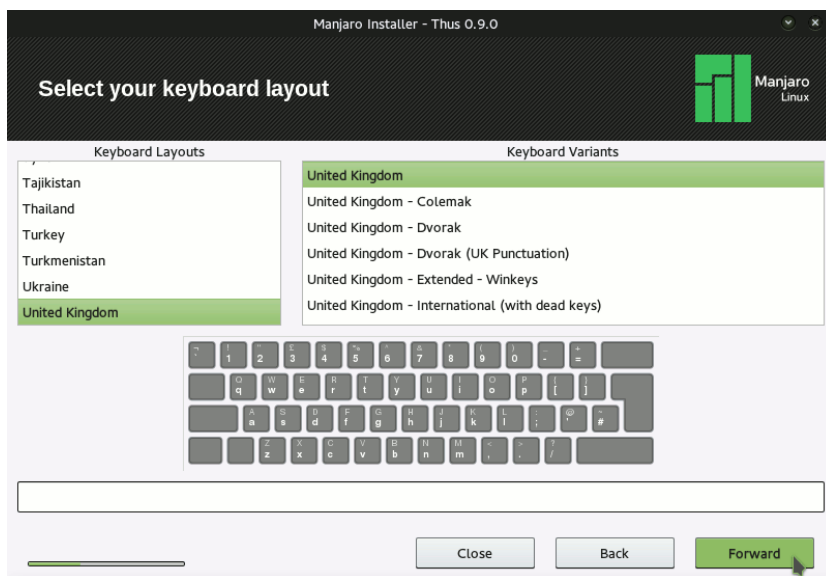 Manjaro Installer - Thus 0.9.0
Select your keyboard layout
Manjaro
Linux
Keyboard Layouts
Keyboard Variants
Tajikistan
Thailand
Turkey
Turkmenistan
Ukraine
United Kingdom
United Kingdom
United Kingdom - Colemak
United Kingdom - Dvorak
United Kingdom - Dvorak (UK Punctuation)
United Kingdom - Extended - Winkeys
United Kingdom - International (with dead keys)
¬ ! " £ $ % ^ & * ( ) _ +
` 1 2 3 4 5 6 7 8 9 0 - =
Q W E R T Y U I O P { }
q w e r t y u i o p [ ]
A S D F G H J K L : @ ~
a s d f g h j k l ; ' #
Z X C V B N M < > ?
z x c v b n m , . /
Close
Back
Forward